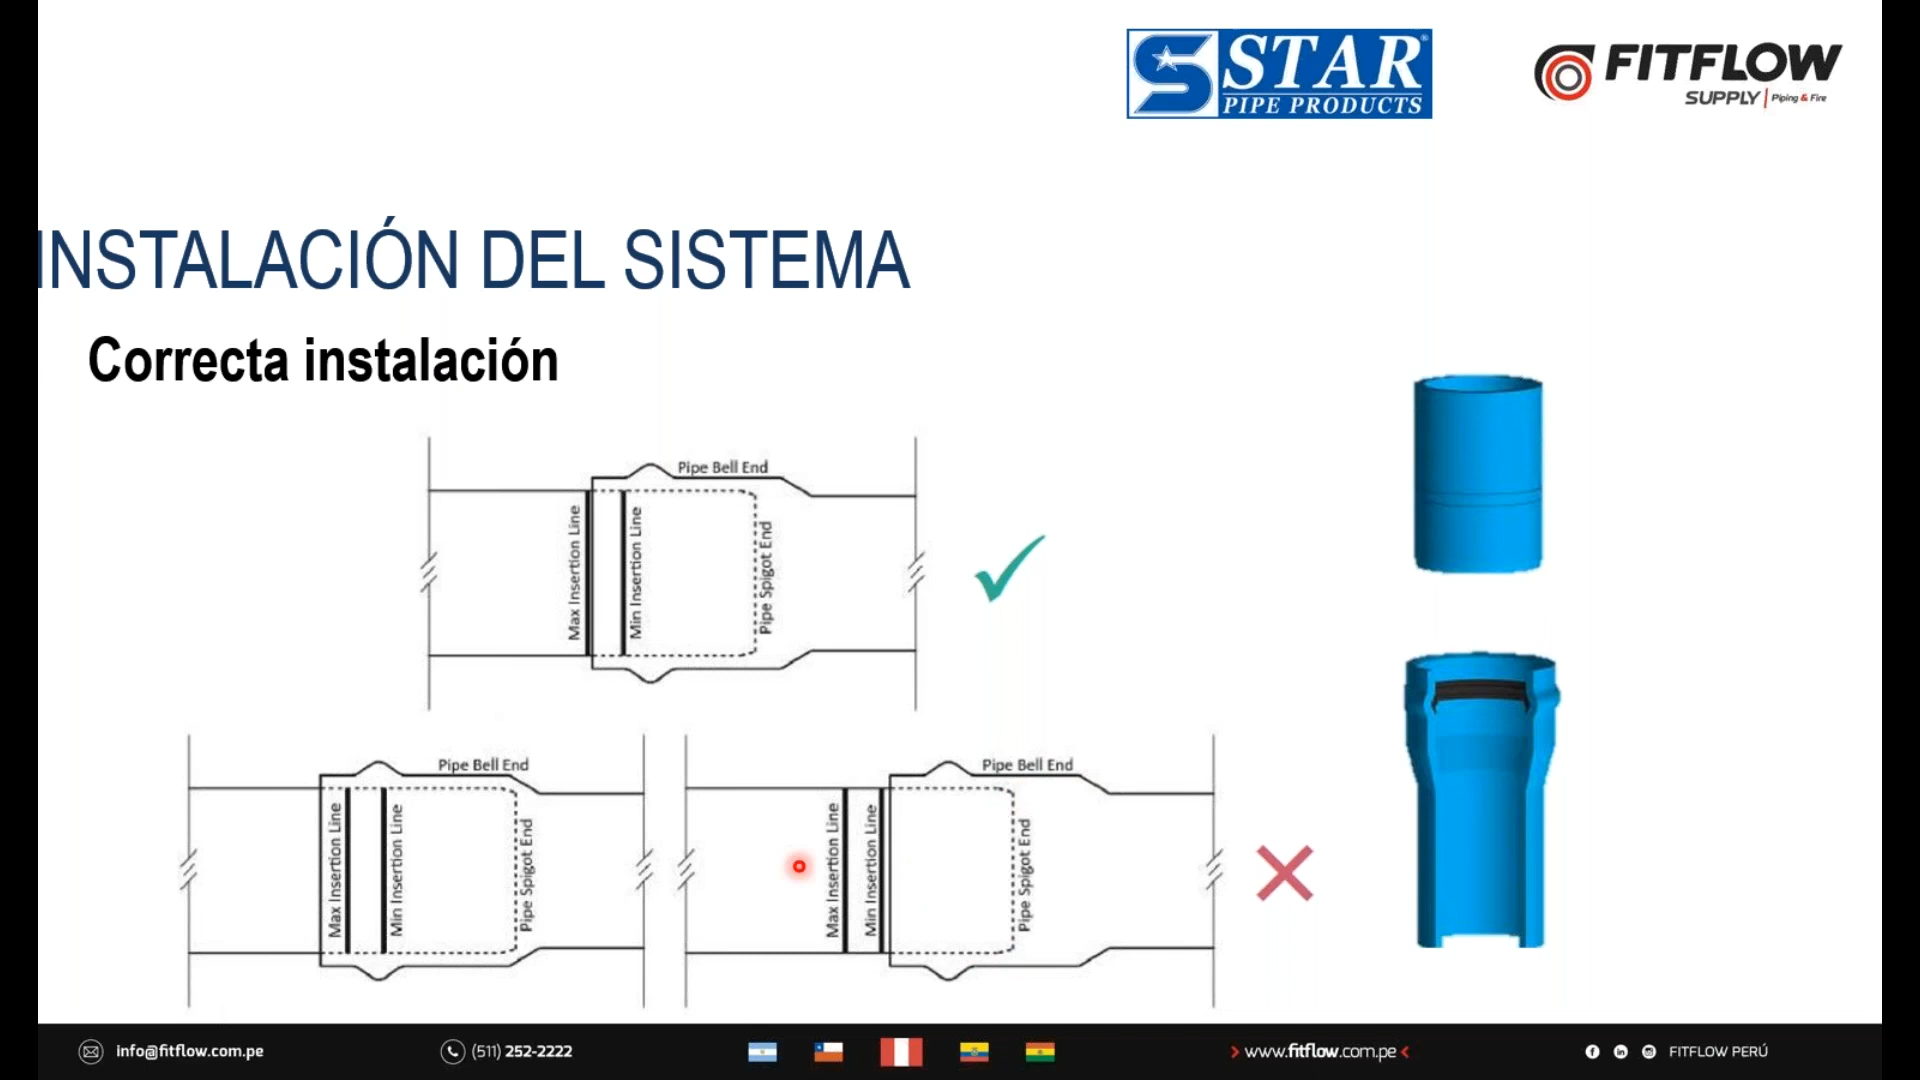 STAR
PIPE PRODUCTS
FITFLOW
SUPPLY | Piping & Fire
INSTALACIÓN DEL SISTEMA
Correcta instalación
Pipe Bell End
Max Insertion Line
Min Insertion Line
Pipe Spigot End
Pipe Bell End
Max Insertion Line
Min Insertion Line
Pipe Spigot End
Pipe Bell End
Max Insertion Line
Min Insertion Line
Pipe Spigot End
info@fitflow.com.pe
(511) 252-2222
www.fitflow.com.pe
FITFLOW PERÚ